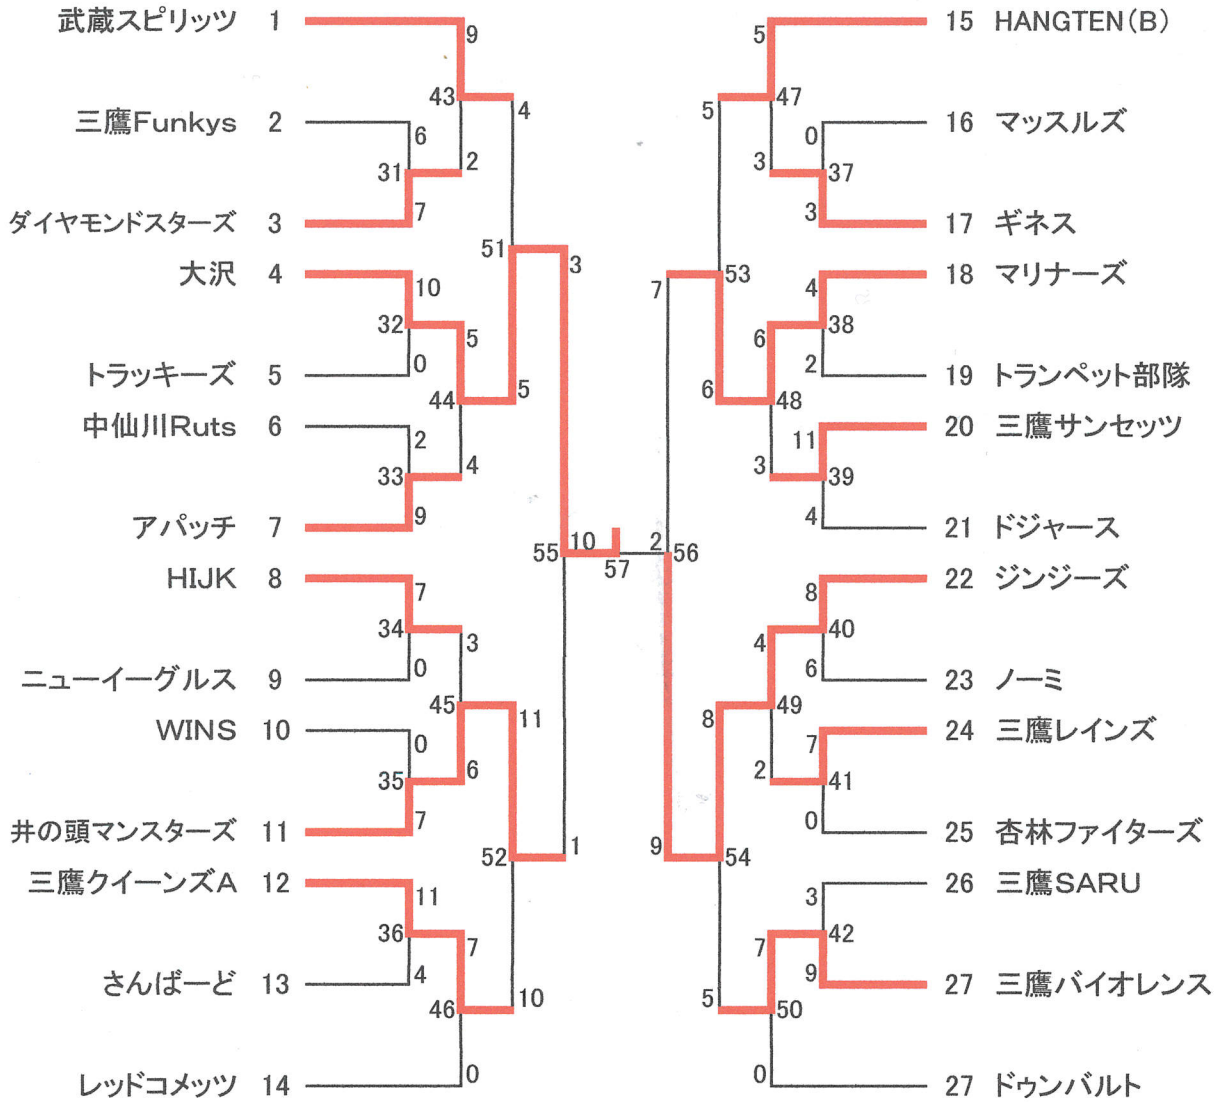 武蔵スピリッツ 1 9 5 15 HANGTEN(B)
43 4 5 47
三鷹Funkys 2 6 2 3 0 16 マッスルズ
31 37
ダイヤモンドスターズ 3 7 3 17 ギネス
51 3 7 53
大沢 4 10 4 18 マリナーズ
32 5 6 38
トラッキーズ 5 0 2 19 トランペット部隊
44 5 6 48
中仙川Ruts 6 2 11 20 三鷹サンセッツ
33 4 3 39
アパッチ 7 9 4 21 ドジャース
55 10 57 2 56
HIJK 8 7 8 22 ジンジーズ
34 3 4 40
ニューイーグルス 9 0 6 23 ノーミ
45 11 8 49
WINS 10 0 7 24 三鷹レインズ
35 6 2 41
井の頭マンスターズ 11 7 0 25 杏林ファイターズ
52 1 9 54
三鷹クイーンズA 12 11 3 26 三鷹SARU
36 7 7 42
さんばーど 13 4 9 27 三鷹バイオレンス
46 10 5 50
レッドコメッツ 14 0 0 27 ドゥンバルト